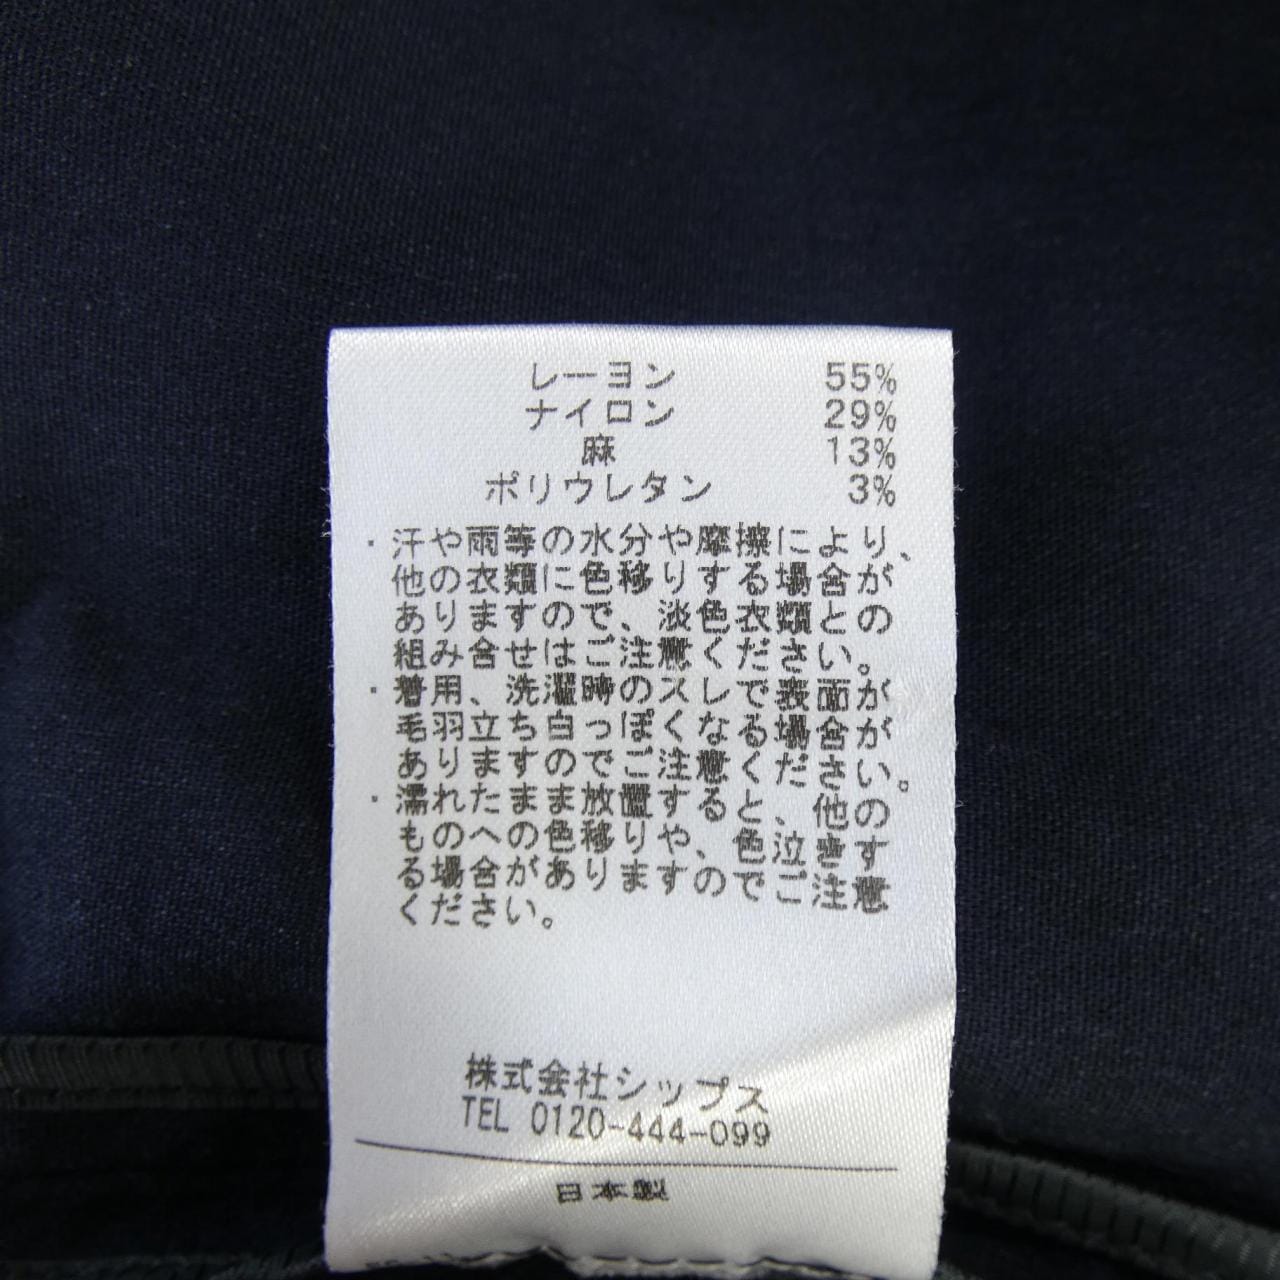 レーヨン 55%
ナイロン 29%
麻 13%
ポリウレタン 3%
・汗や雨等の水分や摩擦により、
他の衣類に色移りする場合が
ありますので、淡色衣類との
組み合せはご注意ください。
・着用、洗濯時のスレで表面が
毛羽立ち白っぽくなる場合が
ありますのでご注意ください。
・濡れたまま放置すると、他の
ものへの色移りや、色泣きす
る場合がありますのでご注意
ください。
株式会社シップス
TEL 0120-444-099
日本製